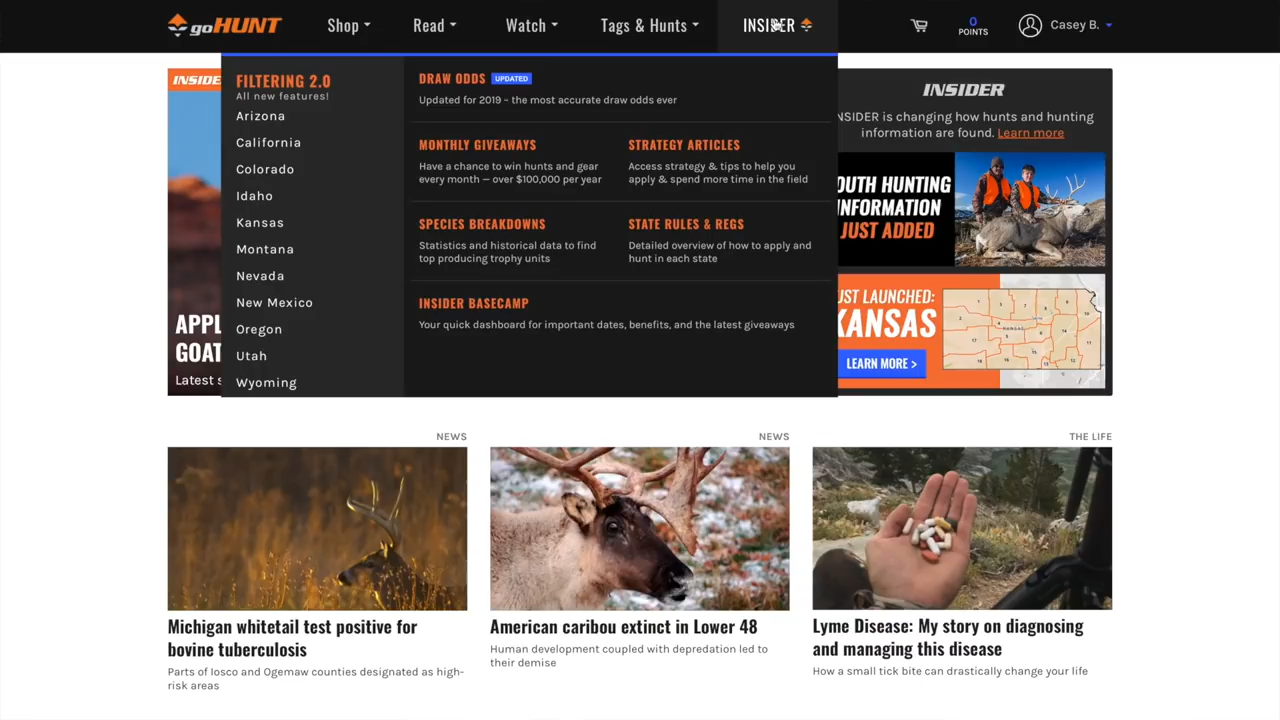 goHUNT
Shop
Read
Watch
Tags & Hunts
INSIDER
0
POINTS
Casey B.
INSIDE
APPL
GOAT
Latest s
FILTERING 2.0
All new features!
Arizona
California
Colorado
Idaho
Kansas
Montana
Nevada
New Mexico
Oregon
Utah
Wyoming
DRAW ODDS UPDATED
Updated for 2019 – the most accurate draw odds ever
MONTHLY GIVEAWAYS
Have a chance to win hunts and gear
every month — over $100,000 per year
STRATEGY ARTICLES
Access strategy & tips to help you
apply & spend more time in the field
SPECIES BREAKDOWNS
Statistics and historical data to find
top producing trophy units
STATE RULES & REGS
Detailed overview of how to apply and
hunt in each state
INSIDER BASECAMP
Your quick dashboard for important dates, benefits, and the latest giveaways
INSIDER
NSIDER is changing how hunts and hunting
information are found. Learn more
OUTH HUNTING
NFORMATION
JUST ADDED
UST LAUNCHED:
KANSAS
LEARN MORE >
NEWS
Michigan whitetail test positive for
bovine tuberculosis
Parts of Iosco and Ogemaw counties designated as high-
risk areas
NEWS
American caribou extinct in Lower 48
Human development coupled with depredation led to
their demise
THE LIFE
Lyme Disease: My story on diagnosing
and managing this disease
How a small tick bite can drastically change your life